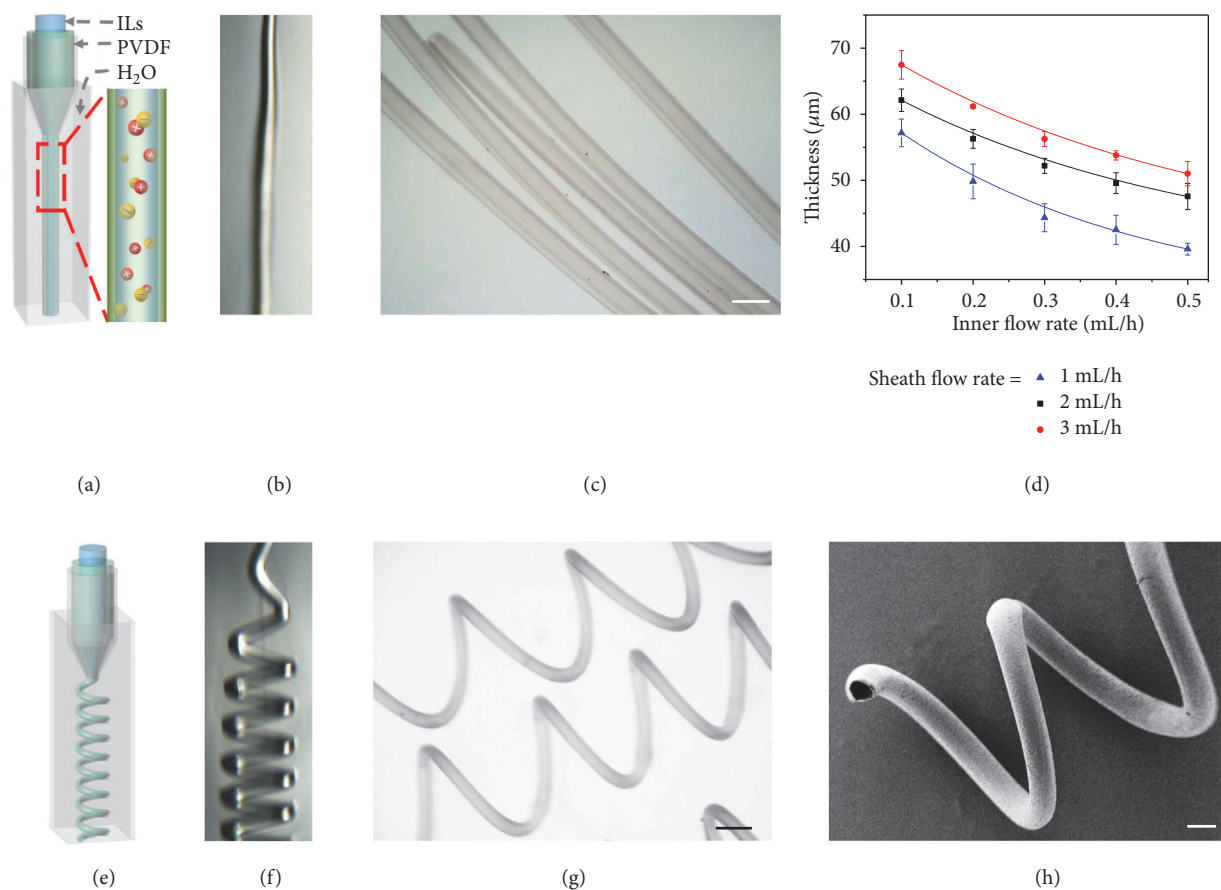 ILs
PVDF
H₂O
Thickness (μm)
70
60
50
40
0.1 0.2 0.3 0.4 0.5
Inner flow rate (mL/h)
Sheath flow rate = 1 mL/h
2 mL/h
3 mL/h
(a) (b) (c) (d)
(e) (f) (g) (h)